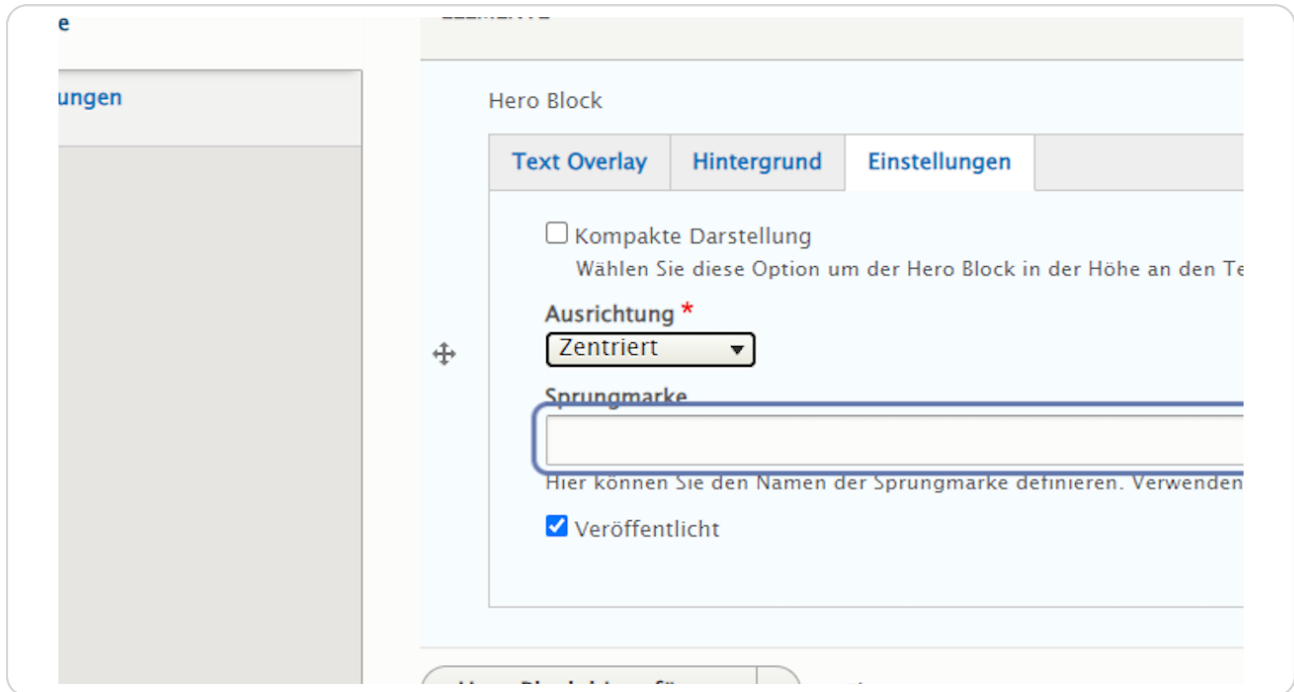 e
ELEMENTE
ungen
Hero Block
Text Overlay
Hintergrund
Einstellungen
Kompakte Darstellung
Wählen Sie diese Option um der Hero Block in der Höhe an den Te
Ausrichtung *
Zentriert
Sprungmarke
Hier können Sie den Namen der Sprungmarke definieren. Verwenden
Veröffentlicht